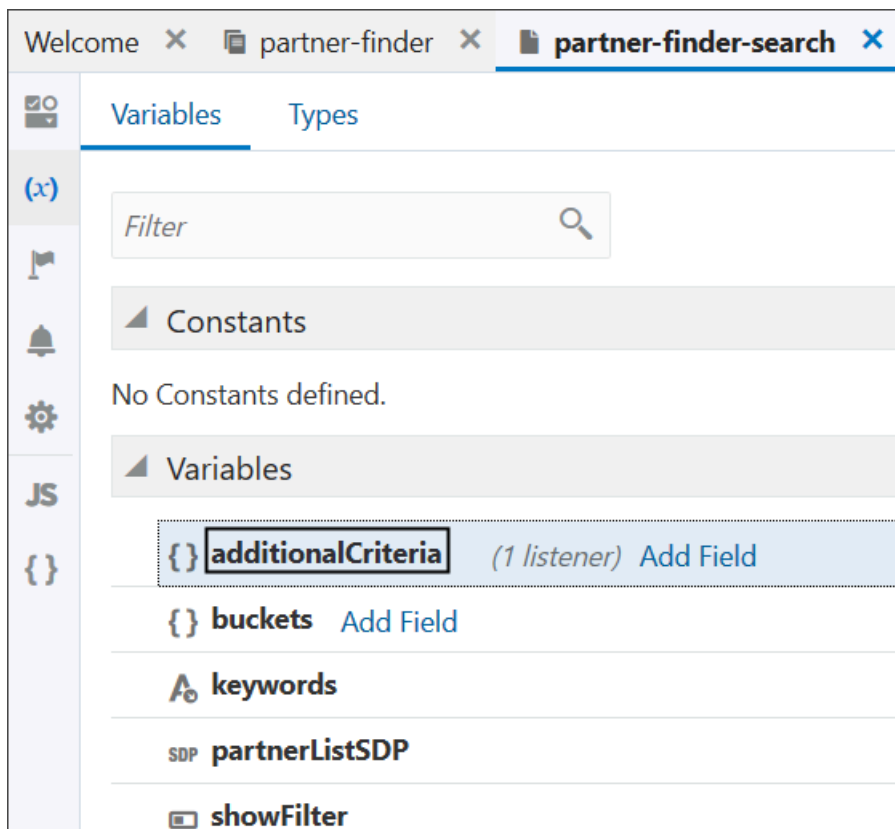 Welcome partner-finder partner-finder-search
Variables Types
(x)
Filter
Constants
No Constants defined.
Variables
JS
{ } additionalCriteria (1 listener) Add Field
{ }
{ } buckets Add Field
keywords
SDP partnerListSDP
showFilter